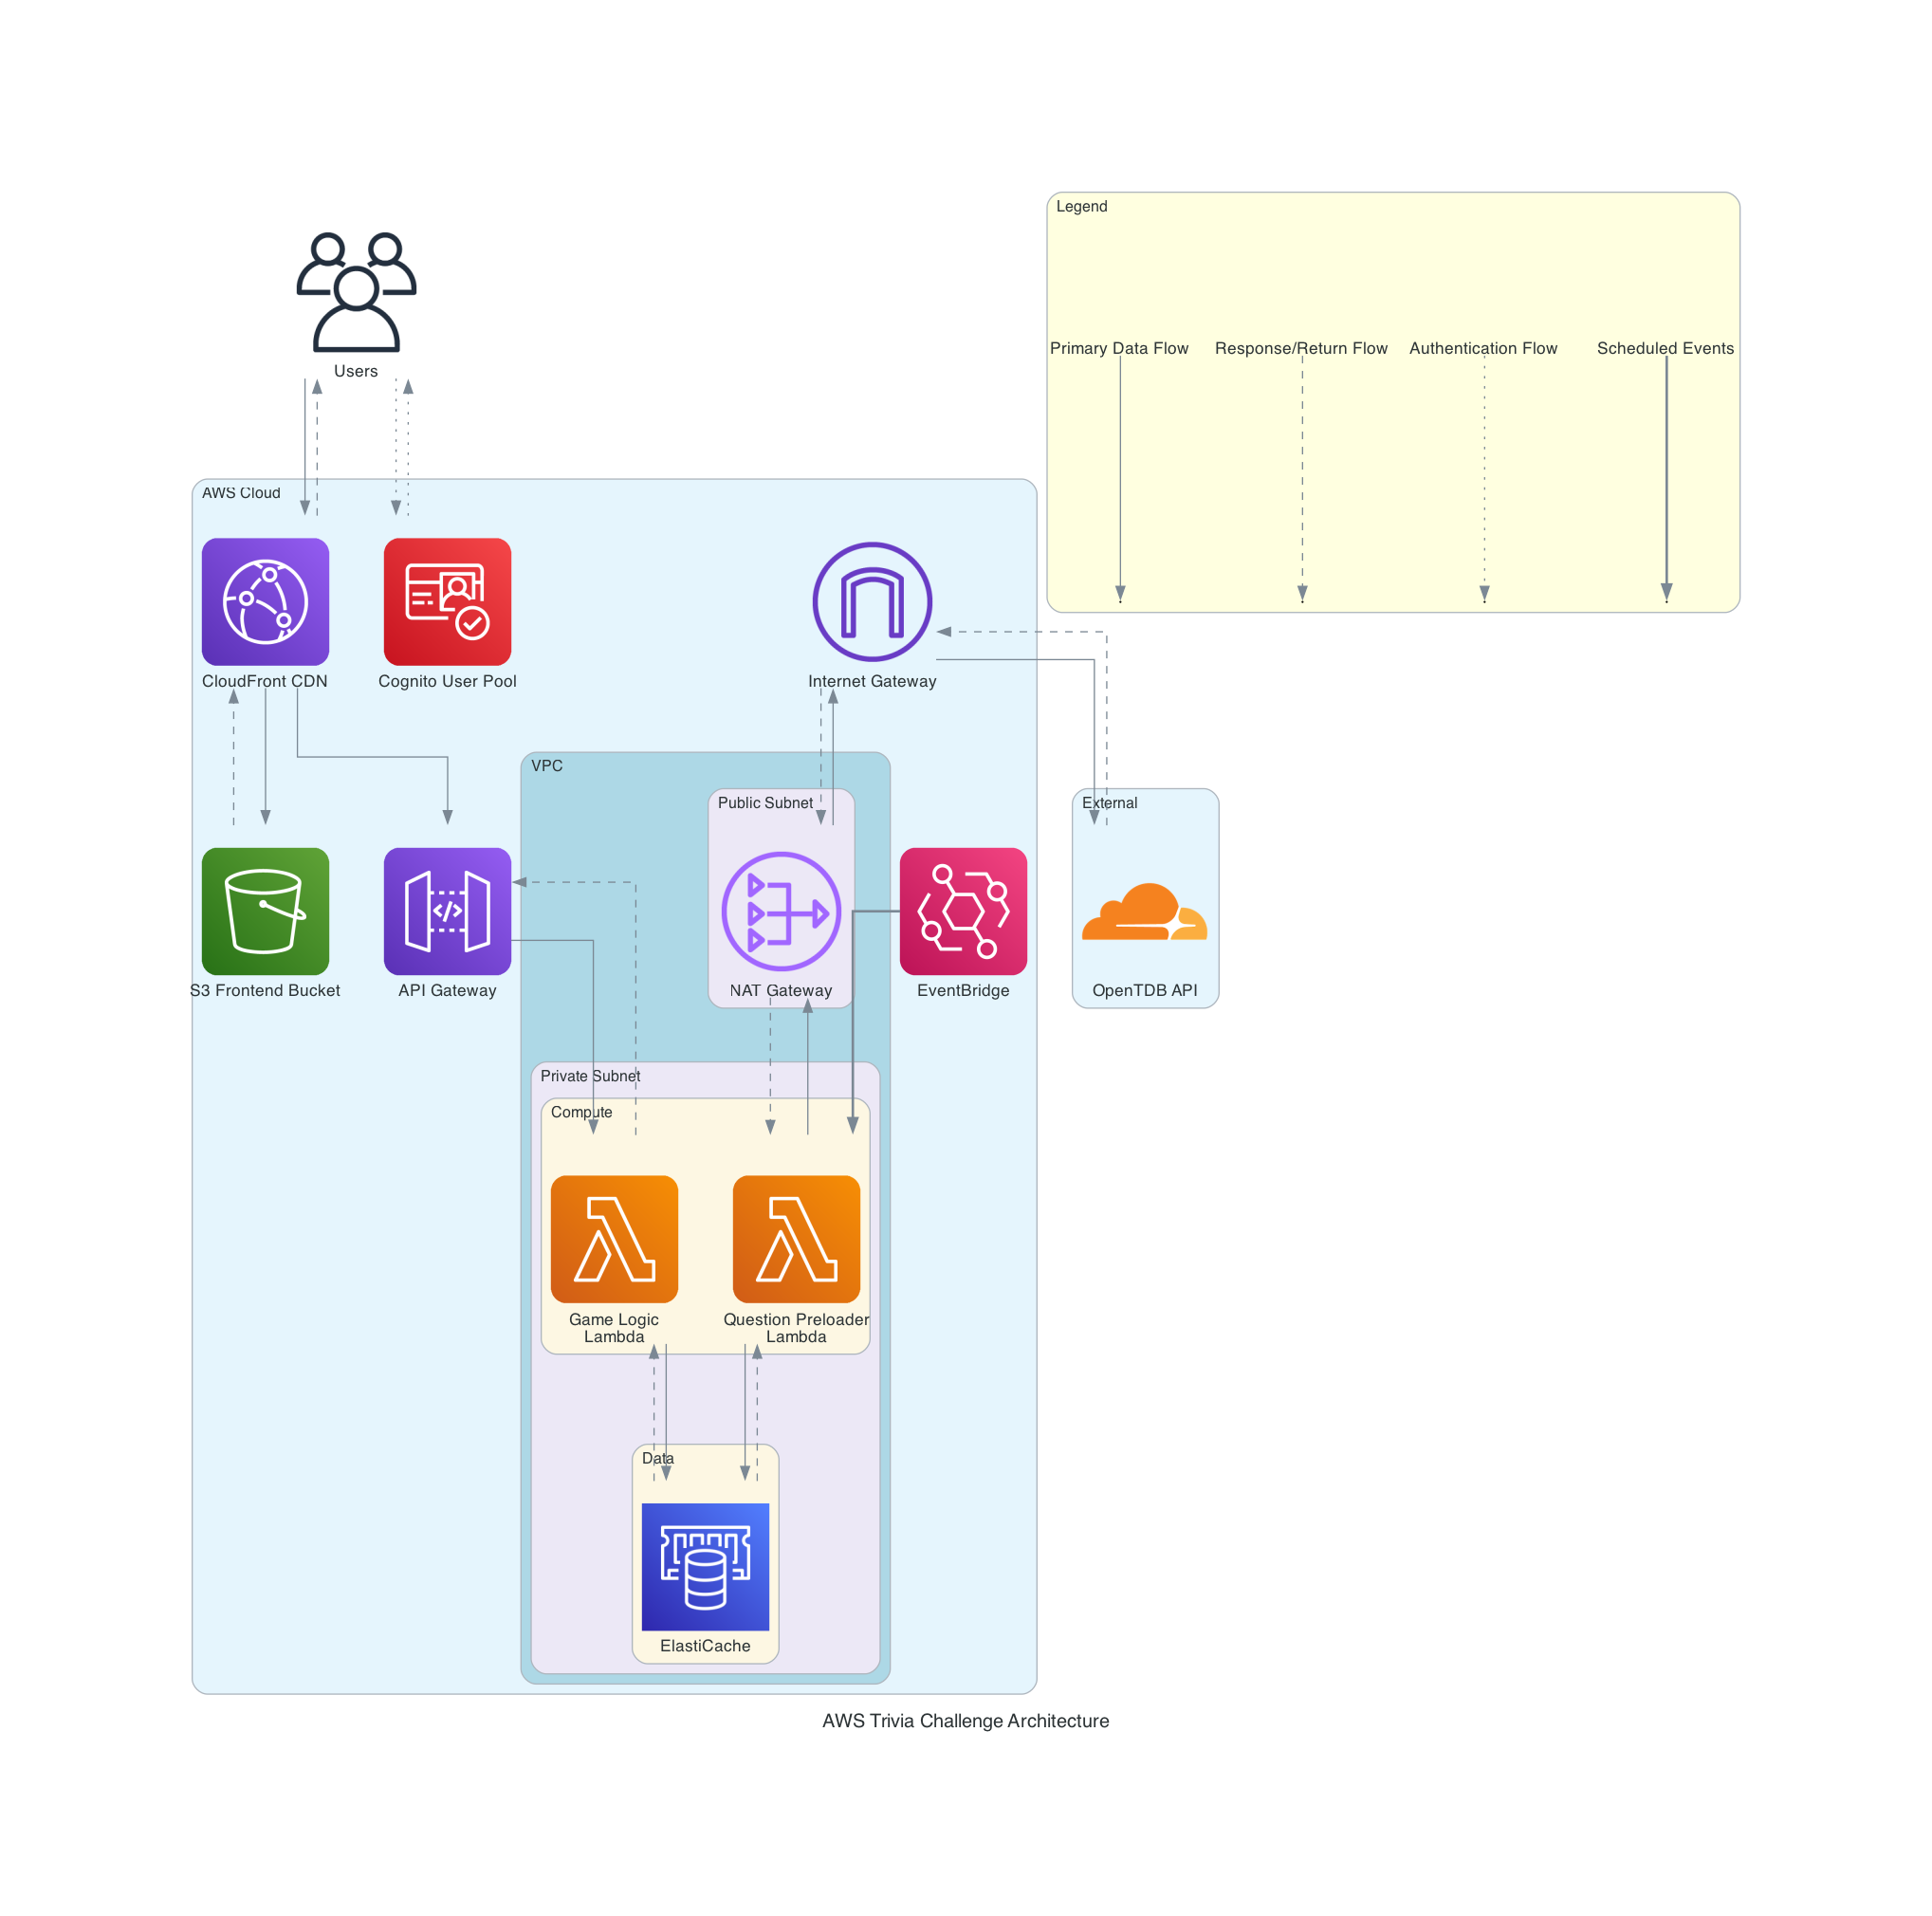 Legend
Primary Data Flow
Response/Return Flow
Authentication Flow
Scheduled Events
Users
AWS Cloud
CloudFront CDN
Cognito User Pool
Internet Gateway
VPC
Public Subnet
External
S3 Frontend Bucket
API Gateway
NAT Gateway
EventBridge
OpenTDB API
Private Subnet
Compute
Game Logic
Lambda
Question Preloader
Lambda
Data
ElastiCache
AWS Trivia Challenge Architecture